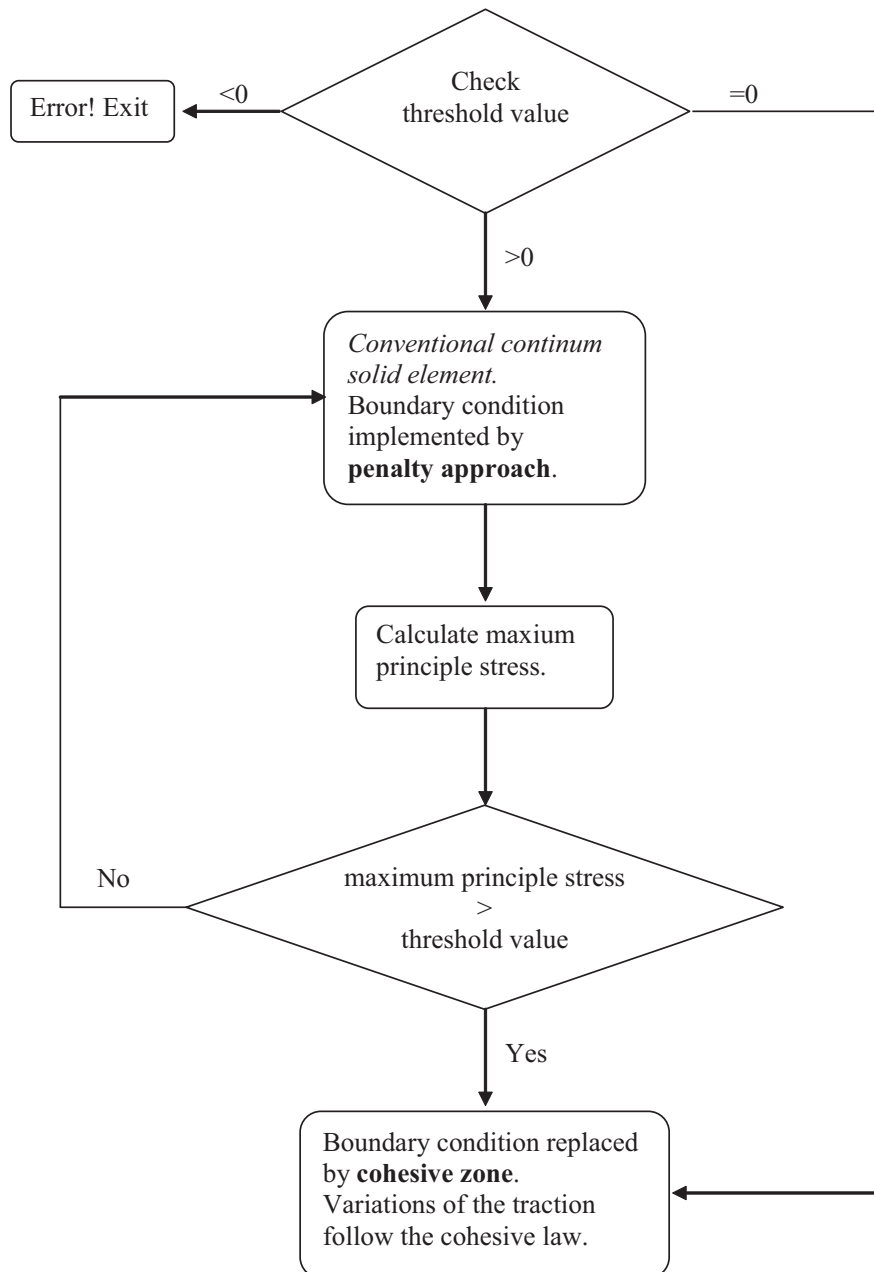 Check
threshold value
<0
=0
Error! Exit
>0
Conventional continum
solid element.
Boundary condition
implemented by
penalty approach.
Calculate maxium
principle stress.
maximum principle stress
>
threshold value
No
Yes
Boundary condition replaced
by cohesive zone.
Variations of the traction
follow the cohesive law.